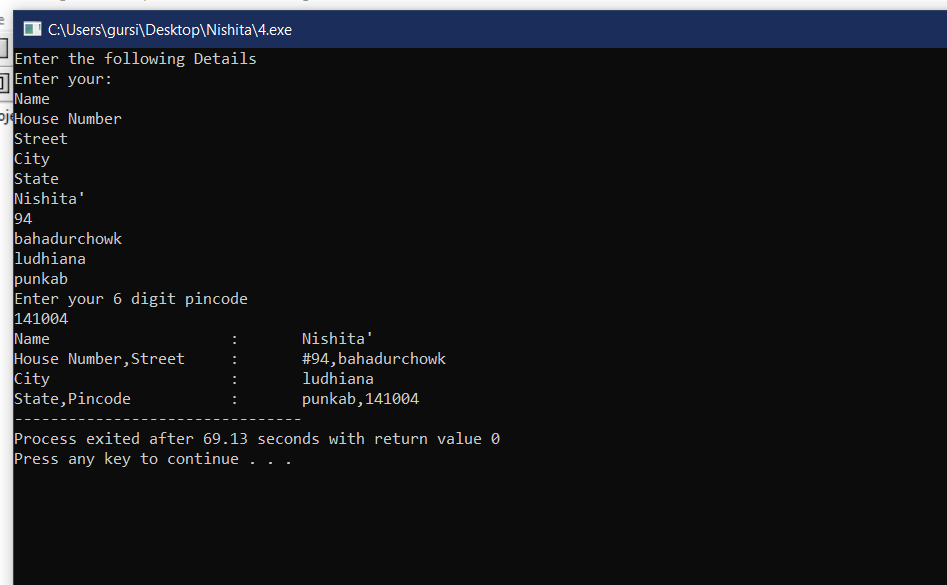 C:\Users\gursi\Desktop\Nishita\4.exe
Enter the following Details
Enter your:
Name
House Number
Street
City
State
Nishita'
94
bahadurchowk
ludhiana
punkab
Enter your 6 digit pincode
141004
Name : Nishita'
House Number,Street : #94,bahadurchowk
City : ludhiana
State,Pincode : punkab,141004
--------------------------------
Process exited after 69.13 seconds with return value 0
Press any key to continue . . .